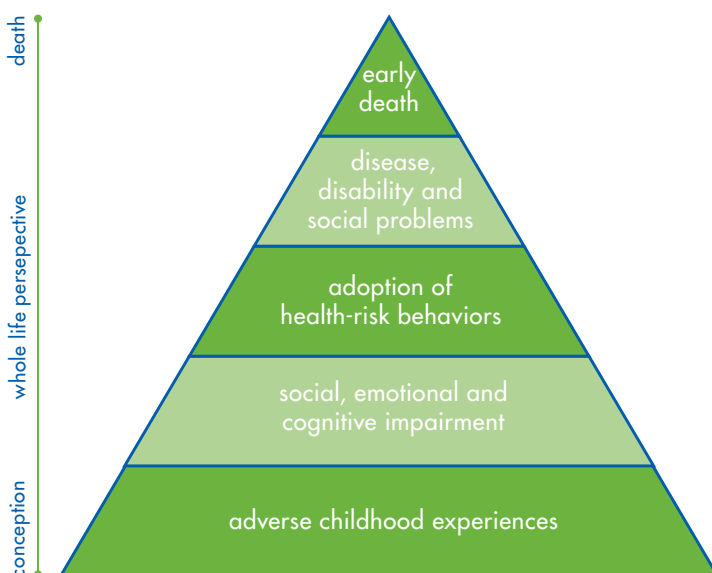 death
whole life persepective
conception
early
death
disease,
disability and
social problems
adoption of
health-risk behaviors
social, emotional and
cognitive impairment
adverse childhood experiences